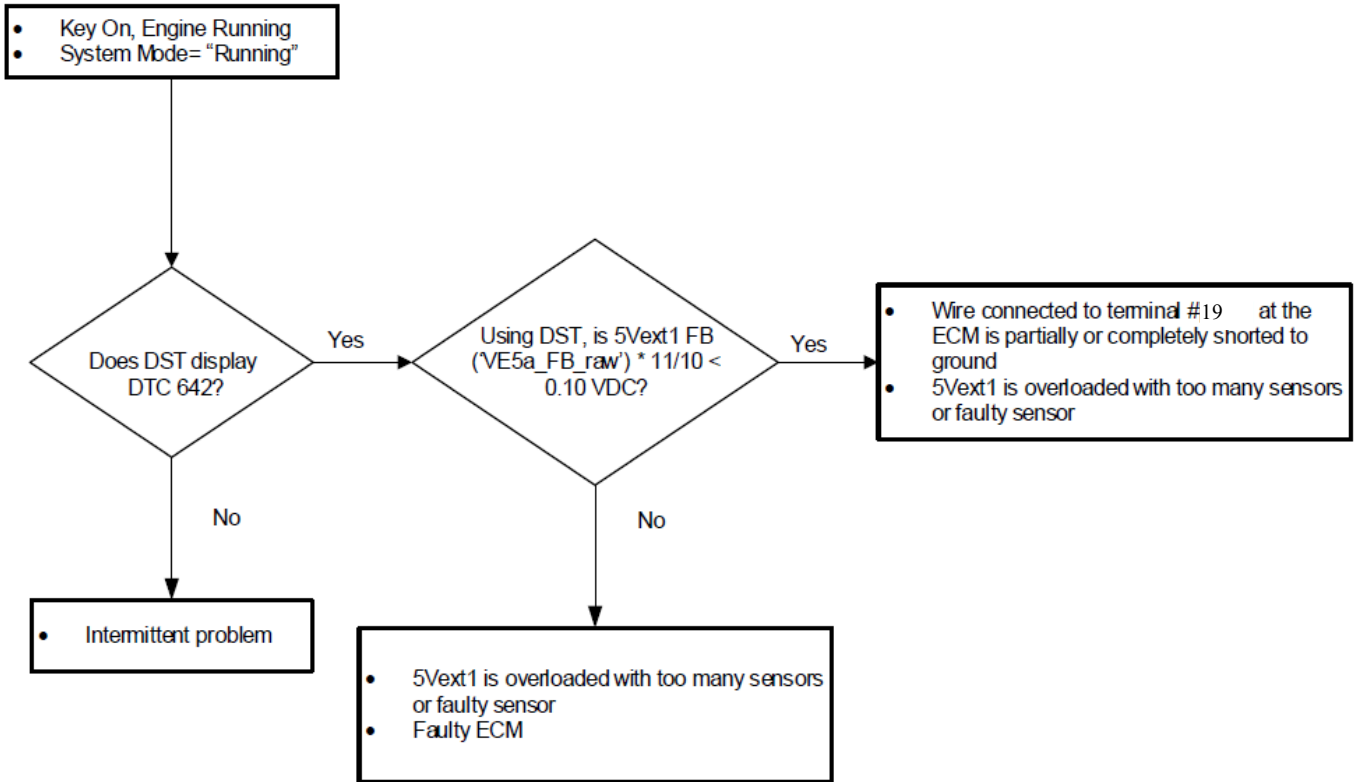 • Key On, Engine Running
• System Mode= “Running”
Does DST display
DTC 642?
Yes
No
• Intermittent problem
Using DST, is 5Vext1 FB
(‘VE5a_FB_raw’) * 11/10 <
0.10 VDC?
Yes
No
• Wire connected to terminal #19 at the
ECM is partially or completely snorted to
ground
• 5Vext1 is overloaded with too many sensors
or faulty sensor
• 5Vext1 is overloaded with too many sensors
or faulty sensor
• Faulty ECM